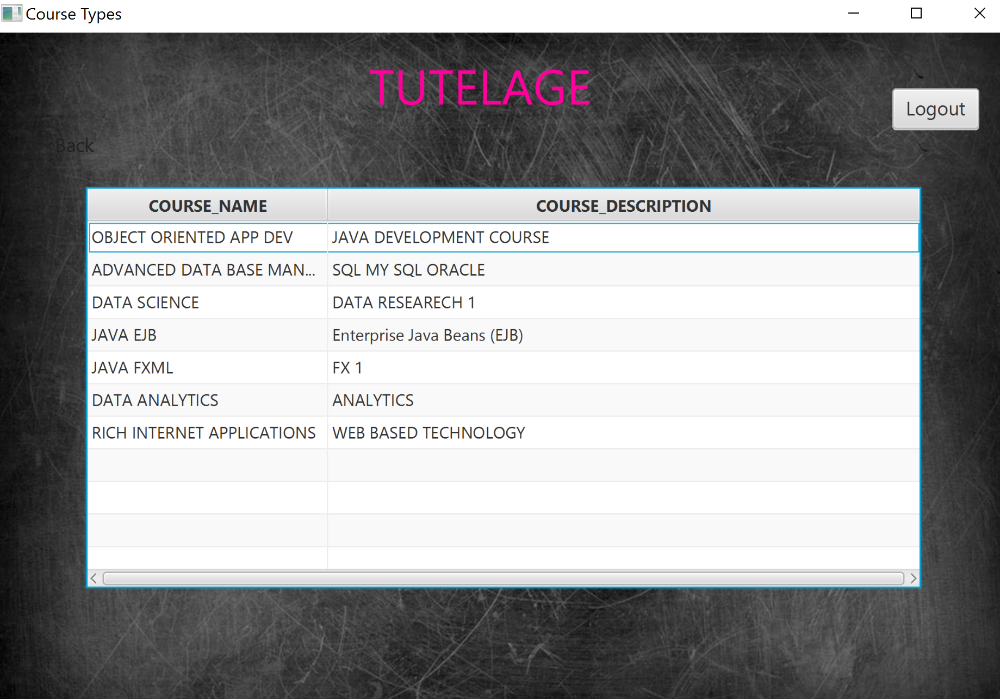 Course Types
TUTELAGE
Logout
<Back
COURSE_NAME COURSE_DESCRIPTION
OBJECT ORIENTED APP DEV JAVA DEVELOPMENT COURSE
ADVANCED DATA BASE MAN... SQL MY SQL ORACLE
DATA SCIENCE DATA RESEARECH 1
JAVA EJB Enterprise Java Beans (EJB)
JAVA FXML FX 1
DATA ANALYTICS ANALYTICS
RICH INTERNET APPLICATIONS WEB BASED TECHNOLOGY